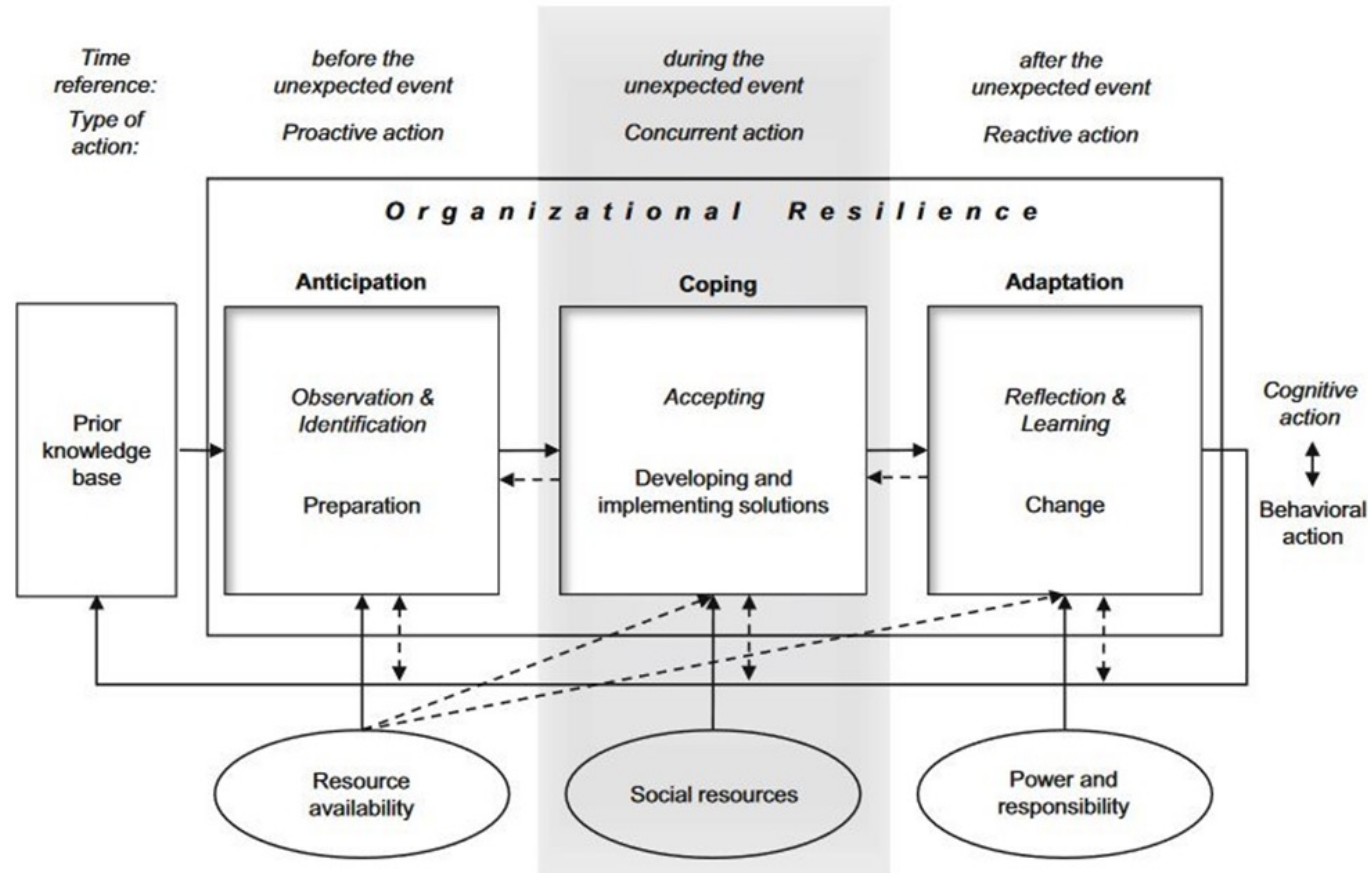 Time
reference:
before the
unexpected event
during the
unexpected event
after the
unexpected event
Type of
action:
Proactive action
Concurrent action
Reactive action
Organizational Resilience
Anticipation
Coping
Adaptation
Prior
knowledge
base
Observation &
Identification
Preparation
Accepting
Developing and
implementing solutions
Reflection &
Learning
Change
Cognitive
action
Behavioral
action
Resource
availability
Social resources
Power and
responsibility